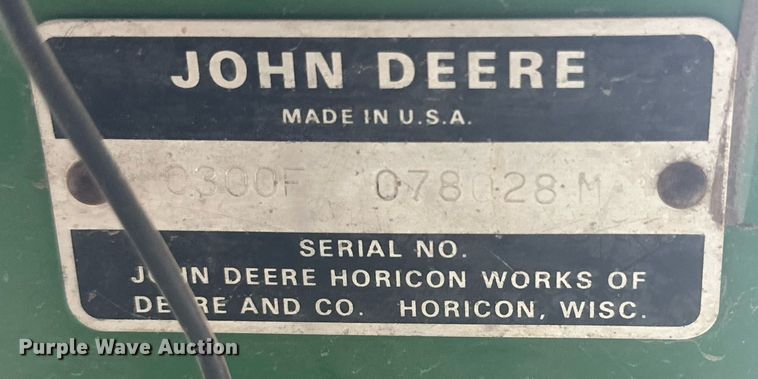 JOHN DEERE
MADE IN U.S.A.
0300F 078028 M
SERIAL NO.
JOHN DEERE HORICON WORKS OF
DEERE AND CO. HORICON, WISC.
Purple Wave Auction